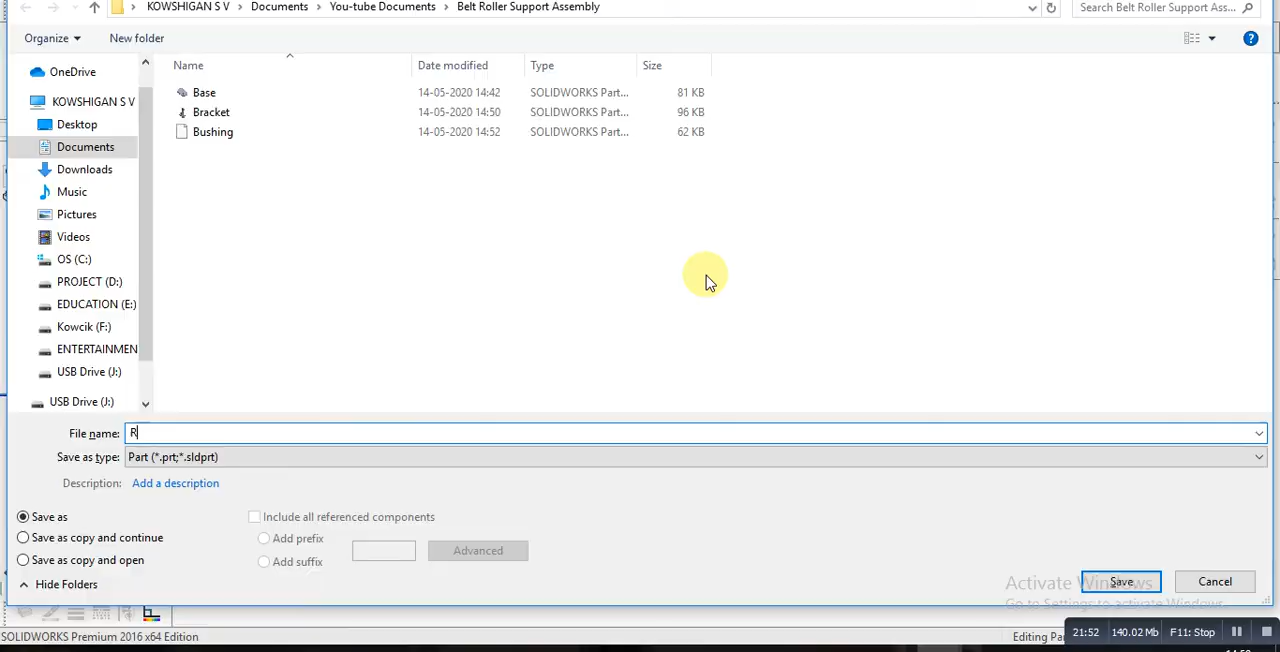 KOWSHIGAN S V > Documents > You-tube Documents > Belt Roller Support Assembly
Search Belt Roller Support Ass...
Organize
New folder
Name Date modified Type Size
OneDrive
KOWSHIGAN S V
Desktop
Documents
Downloads
Music
Pictures
Videos
OS (C:)
PROJECT (D:)
EDUCATION (E:)
Kowcik (F:)
ENTERTAINMEN
USB Drive (J:)
USB Drive (J:)
Base 14-05-2020 14:42 SOLIDWORKS Part... 81 KB
Bracket 14-05-2020 14:50 SOLIDWORKS Part... 96 KB
Bushing 14-05-2020 14:52 SOLIDWORKS Part... 62 KB
File name: R
Save as type: Part (*.prt;*.sldprt)
Description: Add a description
Save as
Save as copy and continue
Save as copy and open
Include all referenced components
Add prefix
Add suffix
Advanced
Hide Folders
Save
Cancel
Activate Windows
Go to Settings to activate Windows.
SOLIDWORKS Premium 2016 x64 Edition
Editing Pa
21:52 140.02Mb F11: Stop